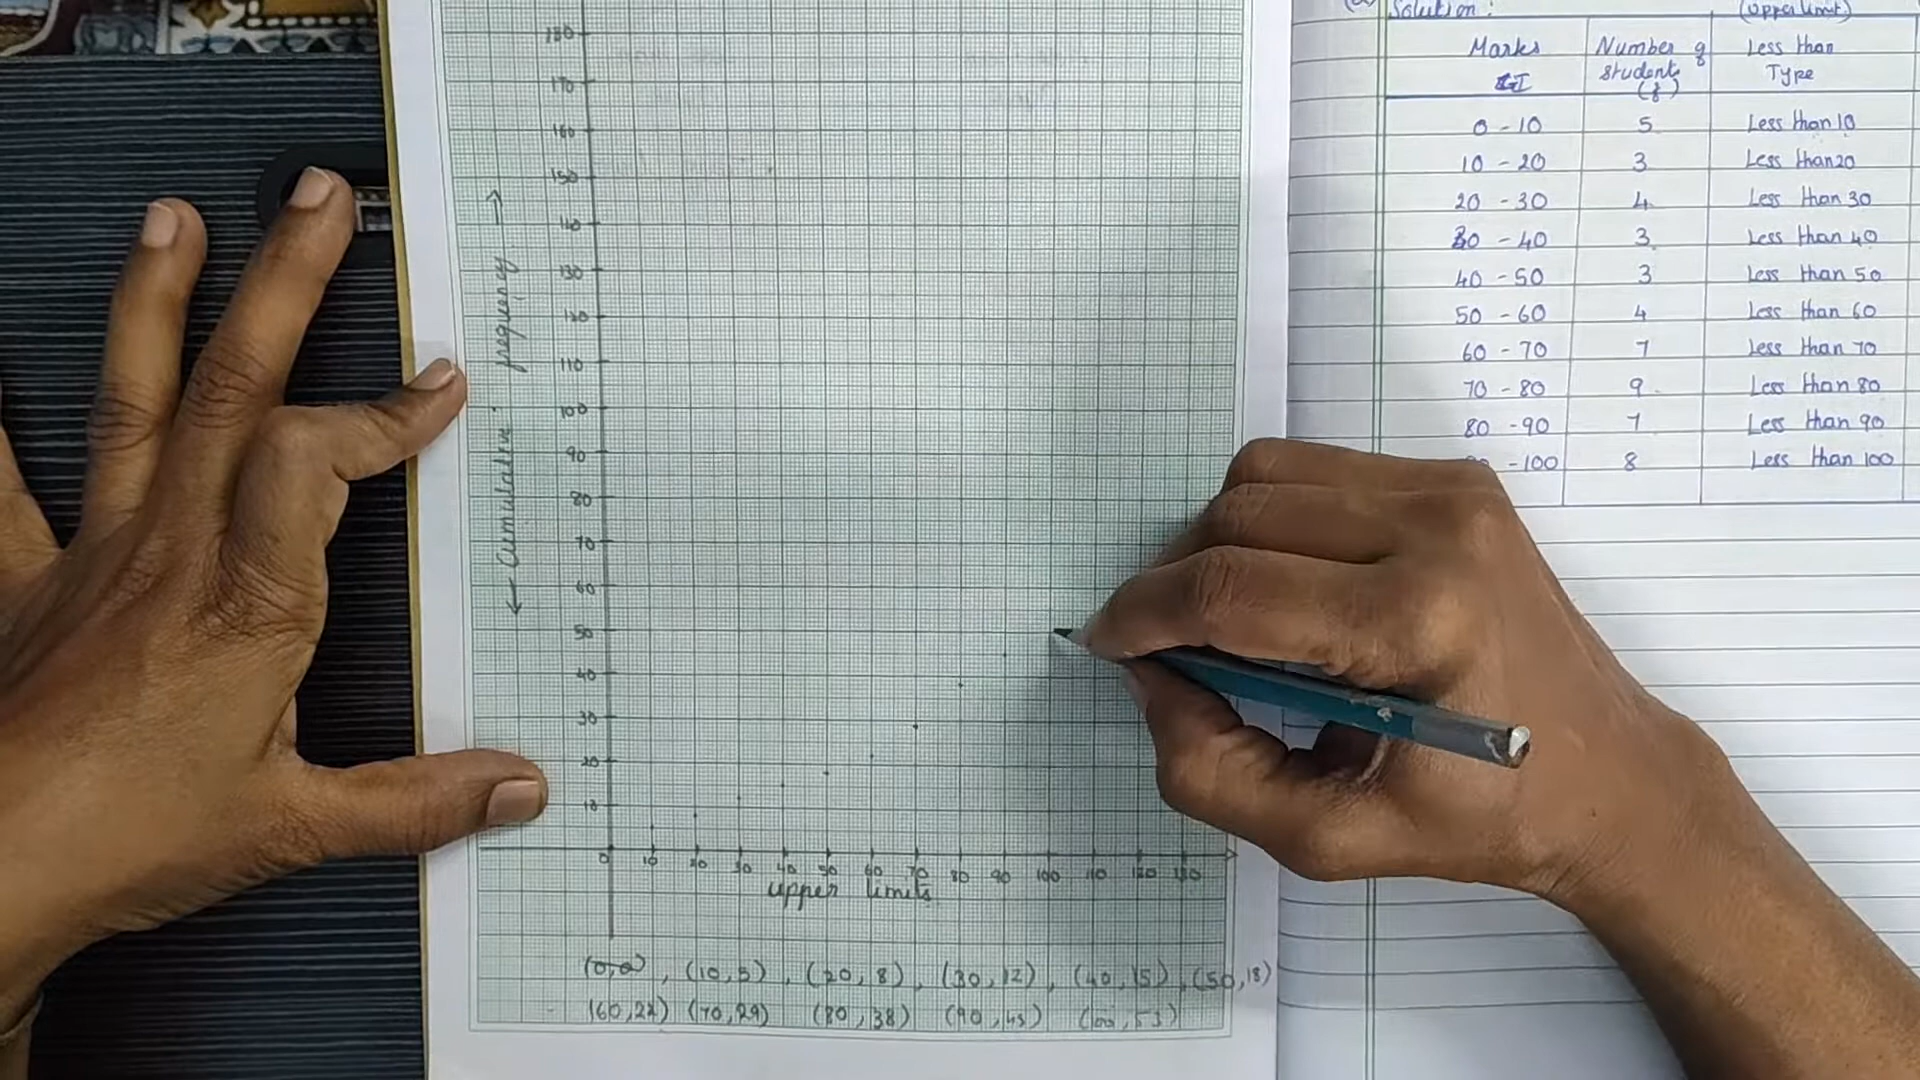 180
170
160
150
140
130
120
110
100
90
80
70
60
50
40
30
20
10
← Cumulative frequency →
0 10 20 30 40 50 60 70 80 90 100 110 120 130
upper limits
(0,0), (10,5), (20,8), (30,12), (40,15), (50,18)
(60,22) (70,29) (80,38) (90,45) (100,53)
Solution: (Upper limit)
Marks Number of Less than
CI students Type
(f)
0 - 10 5 Less than 10
10 - 20 3 Less than 20
20 - 30 4 Less than 30
30 - 40 3 Less than 40
40 - 50 3 Less than 50
50 - 60 4 Less than 60
60 - 70 7 Less than 70
70 - 80 9 Less than 80
80 - 90 7 Less than 90
- 100 8 Less than 100